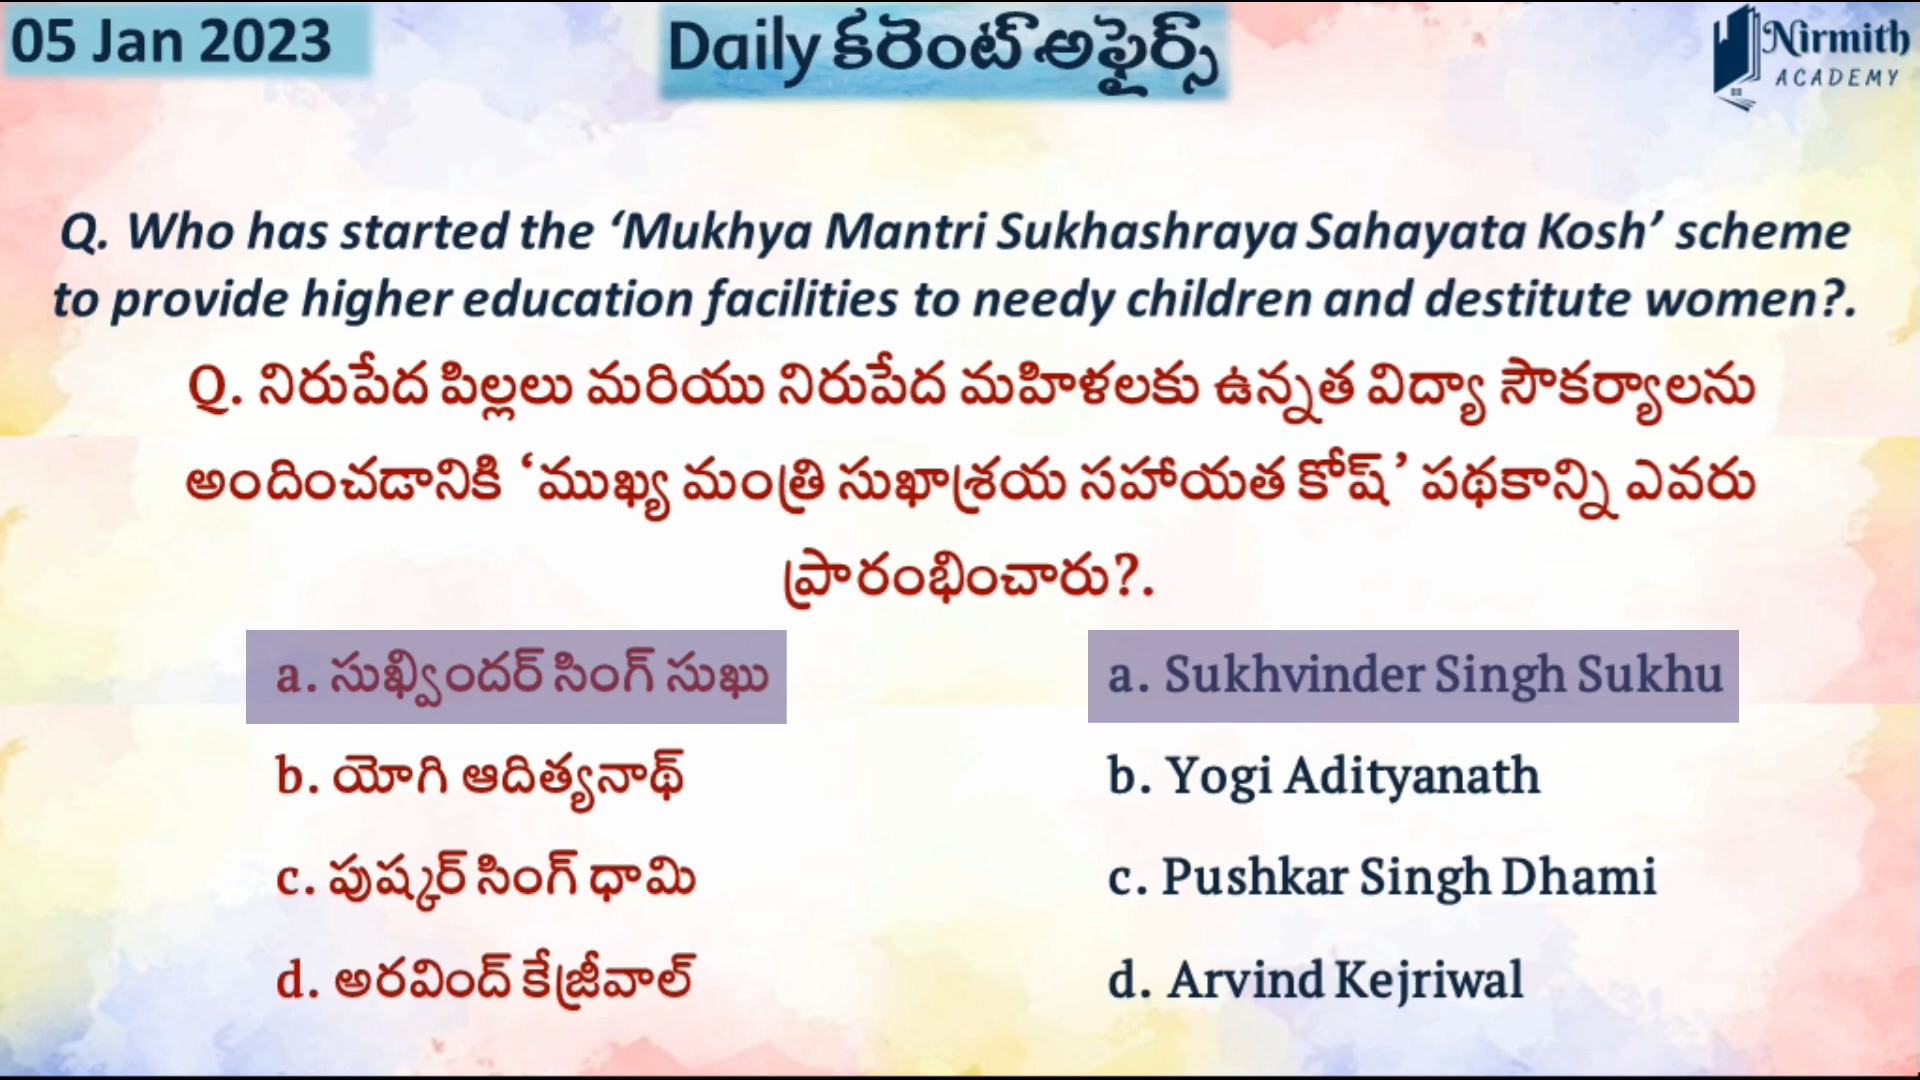 05 Jan 2023
Daily కరెంట్ అఫైర్స్
Nirmith
ACADEMY
Q. Who has started the ‘Mukhya Mantri Sukhashraya Sahayata Kosh’ scheme
to provide higher education facilities to needy children and destitute women?.
Q. నిరుపేద పిల్లలు మరియు నిరుపేద మహిళలకు ఉన్నత విద్యా సౌకర్యాలను
అందించడానికి ‘ముఖ్య మంత్రి సుఖాశ్రయ సహాయత కోష్’ పథకాన్ని ఎవరు
ప్రారంభించారు?.
a. సుఖ్విందర్ సింగ్ సుఖు
b. యోగి ఆదిత్యనాథ్
c. పుష్కర్ సింగ్ ధామి
d. అరవింద్ కేజ్రీవాల్
a. Sukhvinder Singh Sukhu
b. Yogi Adityanath
c. Pushkar Singh Dhami
d. Arvind Kejriwal